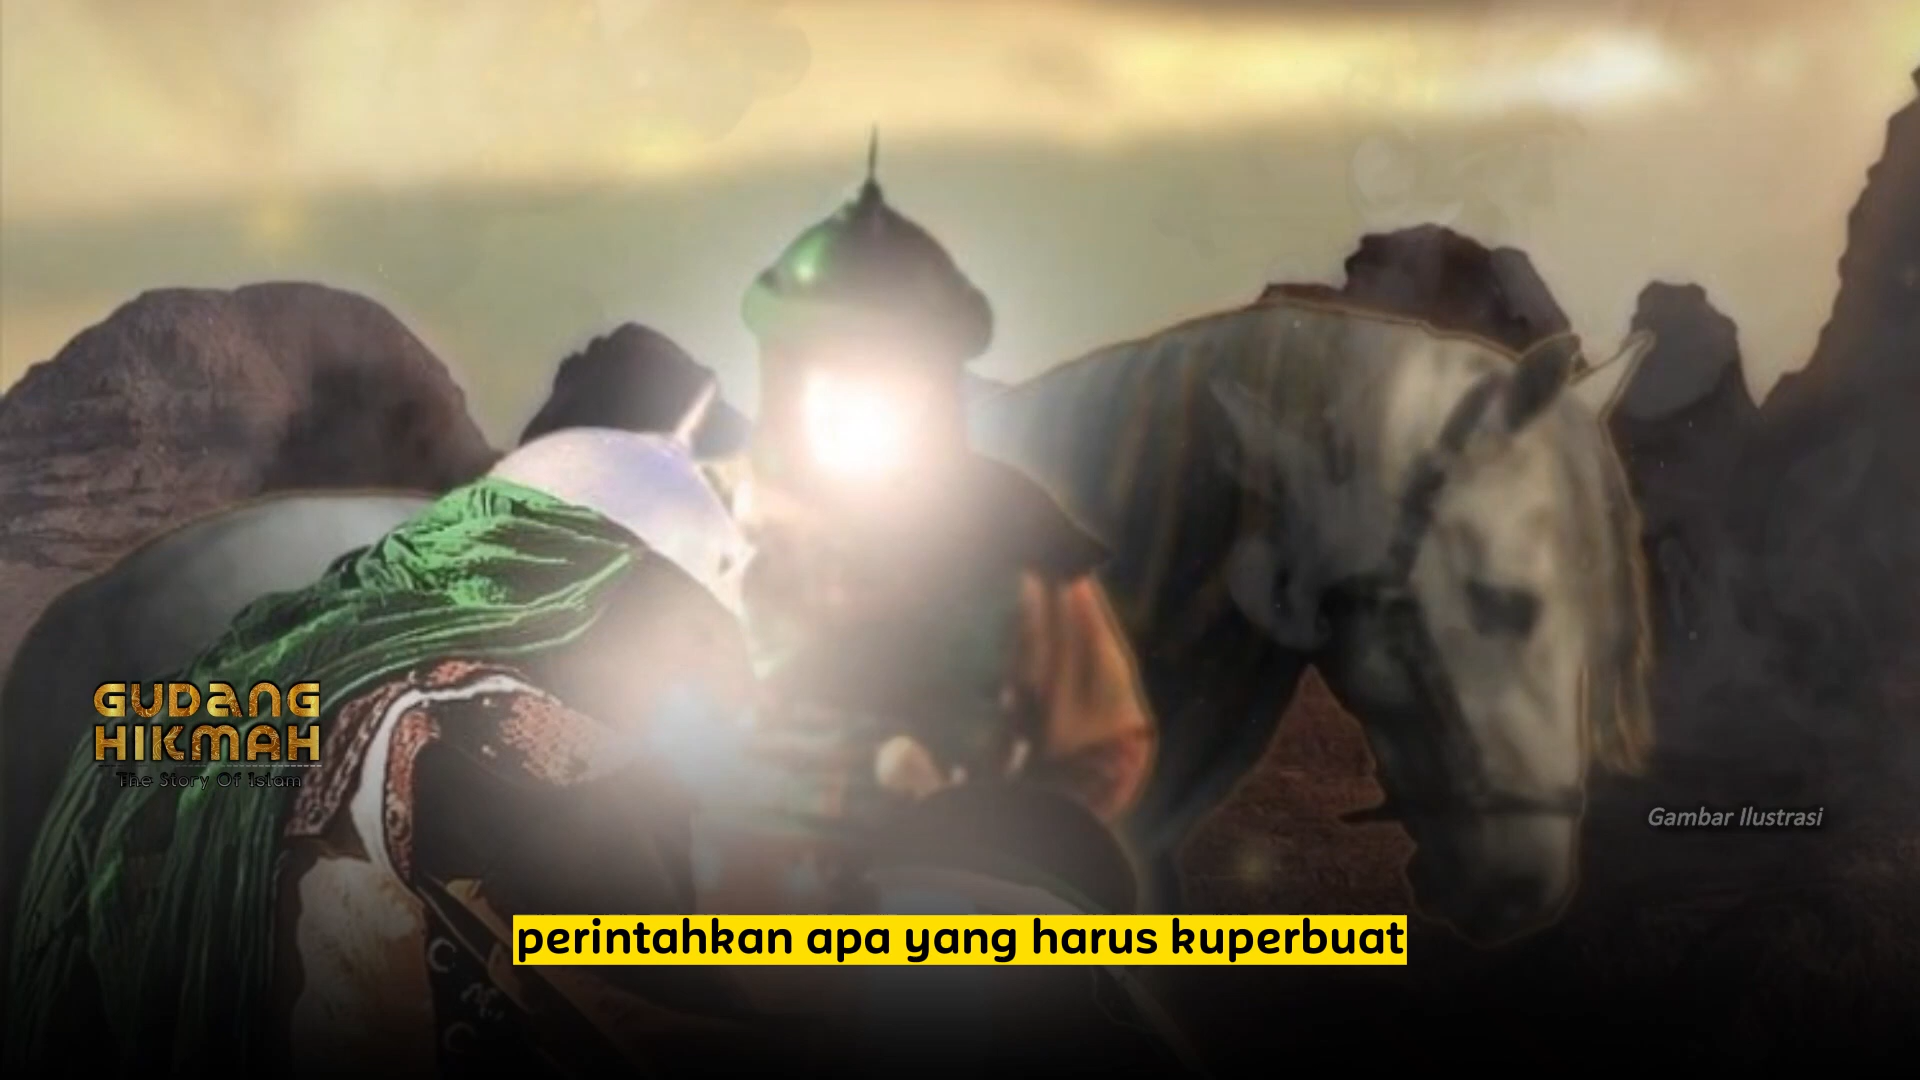 GUDANG
HIKMAH
The Story Of Islam
Gambar Ilustrasi
perintahkan apa yang harus kuperbuat